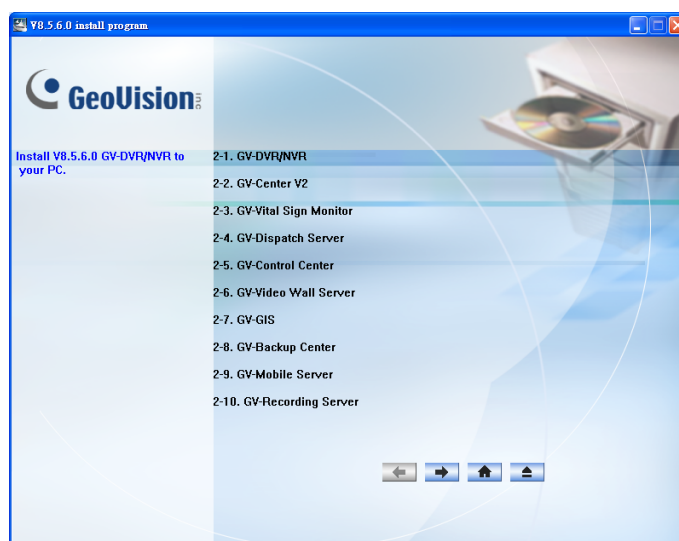 V8.5.6.0 install program
GeoVision inc
Install V8.5.6.0 GV-DVR/NVR to
your PC.
2-1. GV-DVR/NVR
2-2. GV-Center V2
2-3. GV-Vital Sign Monitor
2-4. GV-Dispatch Server
2-5. GV-Control Center
2-6. GV-Video Wall Server
2-7. GV-GIS
2-8. GV-Backup Center
2-9. GV-Mobile Server
2-10. GV-Recording Server